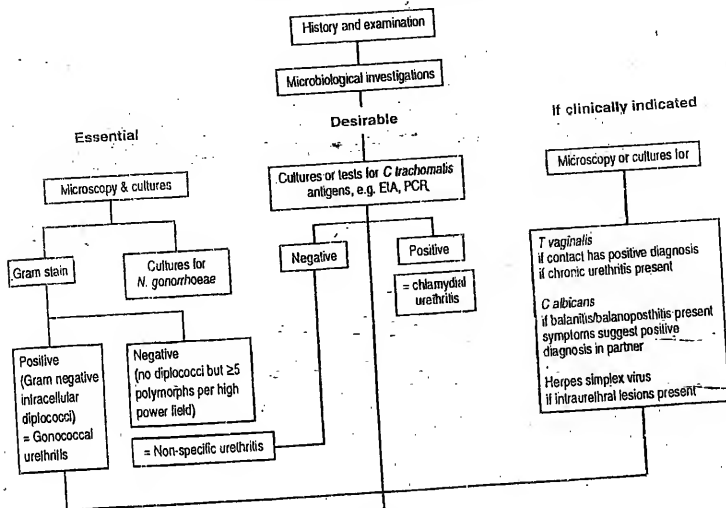 History and examination
Microbiological investigations
Essential
Desirable
If clinically indicated
Microscopy & cultures
Cultures or tests for C trachomatis
antigens, e.g. EIA, PCR
Microscopy or cultures for
Gram stain
Cultures for
N. gonorrhoeae
Negative
Positive
= chlamydial
urethritis
T vaginalis
if contact has positive diagnosis
if chronic urethritis present
C albicans
if balanitis/balanoposthitis present
symptoms suggest positive
diagnosis in partner
Herpes simplex virus
if intraurethral lesions present
Positive
(Gram negative
intracellular
diplococci)
= Gonococcal
urethritis
Negative
(no diplococci but ≥5
polymorphs per high
power field)
= Non-specific urethritis